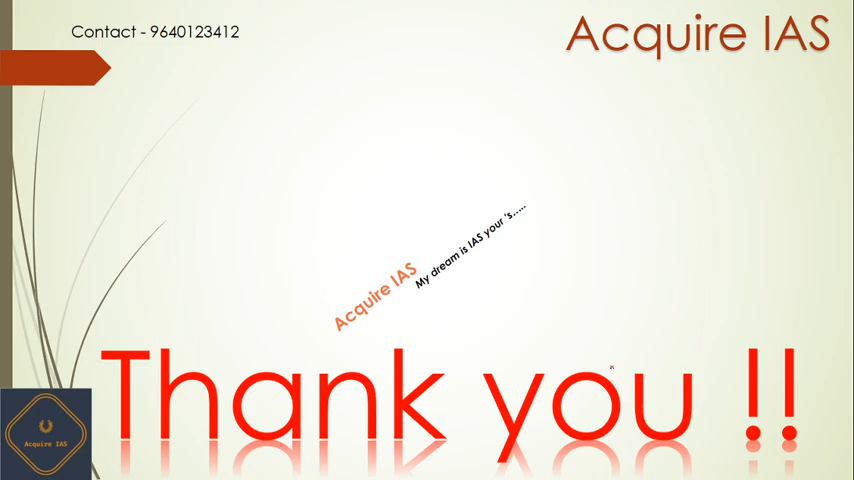 Contact - 9640123412
Acquire IAS
Acquire IAS
My dream is IAS your 's.....
Thank you !!
Acquire IAS